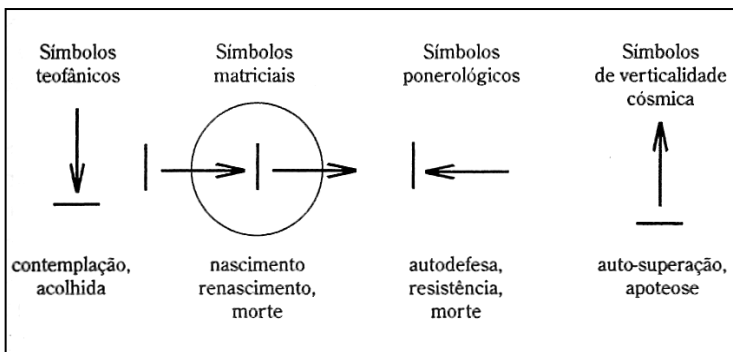 Símbolos
teofânicos
Símbolos
matriciais
Símbolos
ponerológicos
Símbolos
de verticalidade
cósmica
contemplação,
acolhida
nascimento
renascimento,
morte
autodefesa,
resistência,
morte
auto-superação,
apoteose